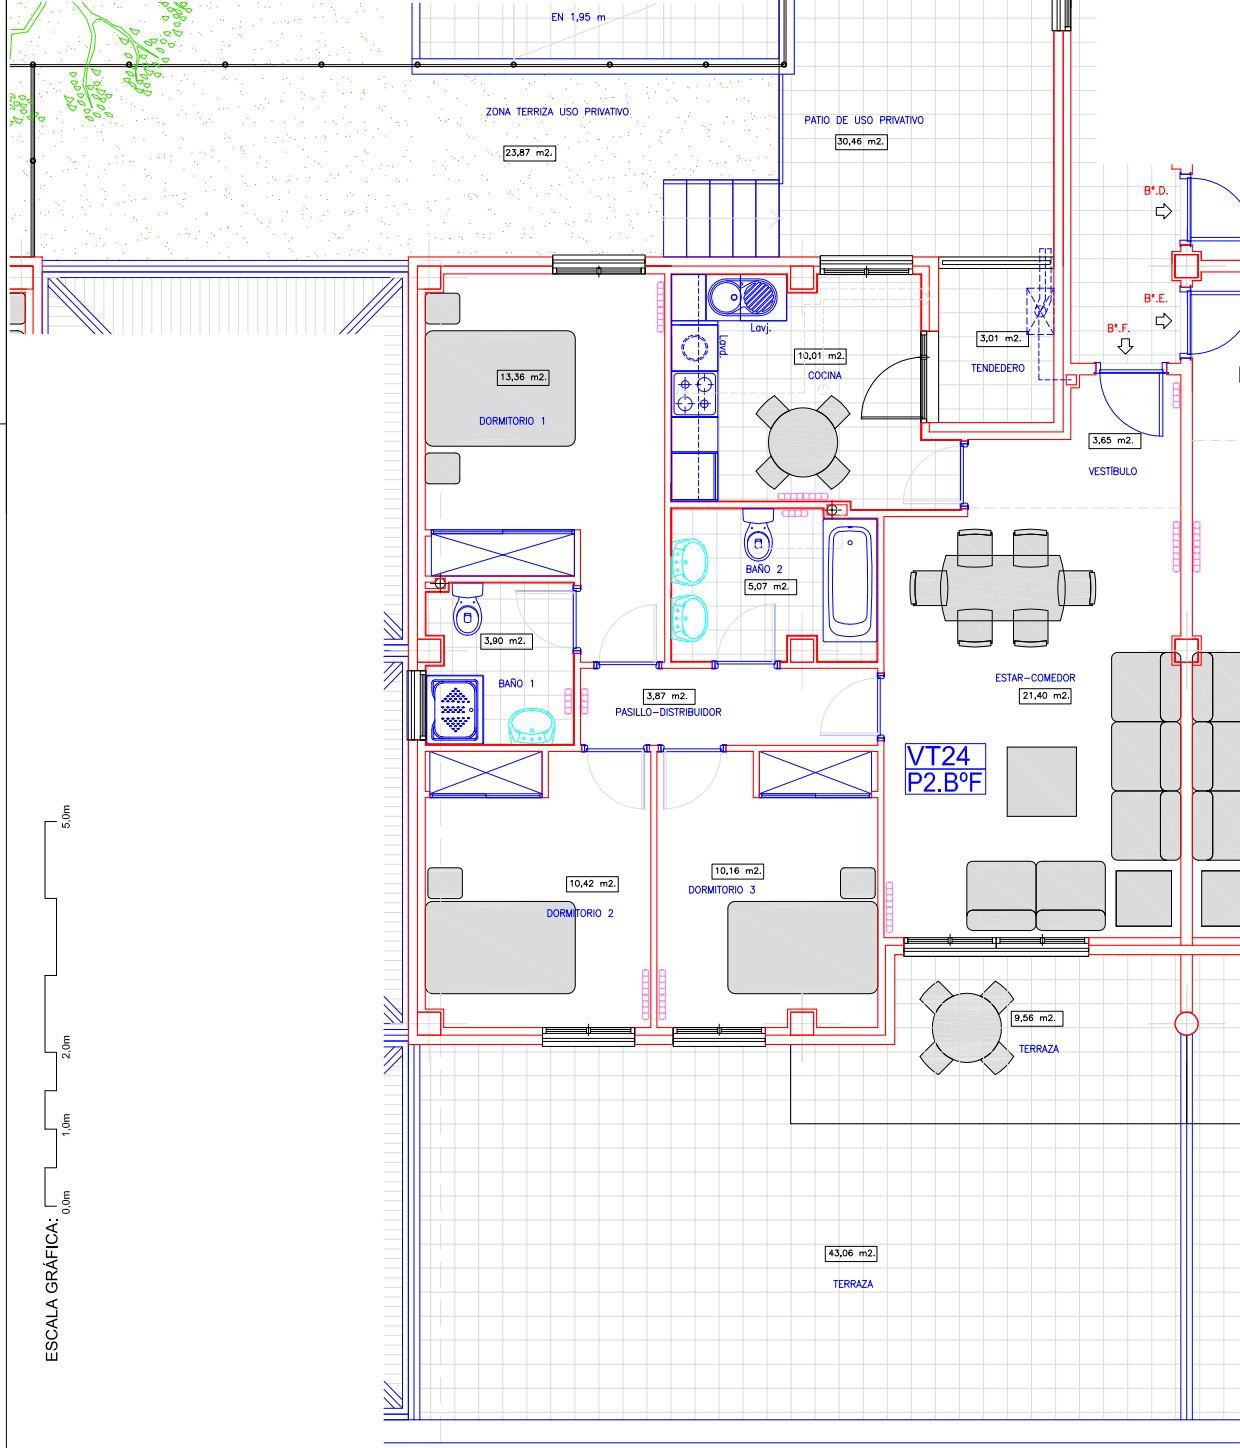 EN 1,95 m
ZONA TERRIZA USO PRIVATIVO
23,87 m2.
PATIO DE USO PRIVATIVO
30,46 m2.
Bª.D.
Bª.E.
Bª.F.
Lavj.
Lavd.
10,01 m2.
COCINA
3,01 m2.
TENDEDERO
13,36 m2.
DORMITORIO 1
3,65 m2.
VESTÍBULO
BAÑO 2
5,07 m2.
3,90 m2.
BAÑO 1
3,87 m2.
PASILLO-DISTRIBUIDOR
ESTAR-COMEDOR
21,40 m2.
VT24
P2.BºF
10,42 m2.
DORMITORIO 2
10,16 m2.
DORMITORIO 3
9,56 m2.
TERRAZA
43,06 m2.
TERRAZA
ESCALA GRÁFICA:
0,0m
1,0m
2,0m
5,0m